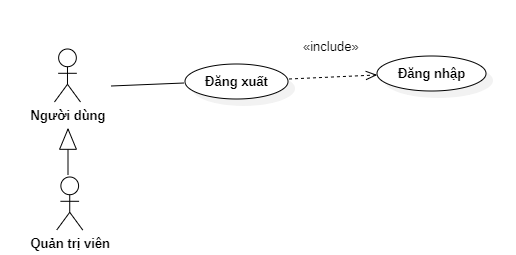 «include»
Đăng xuất
Đăng nhập
Người dùng
Quản trị viên